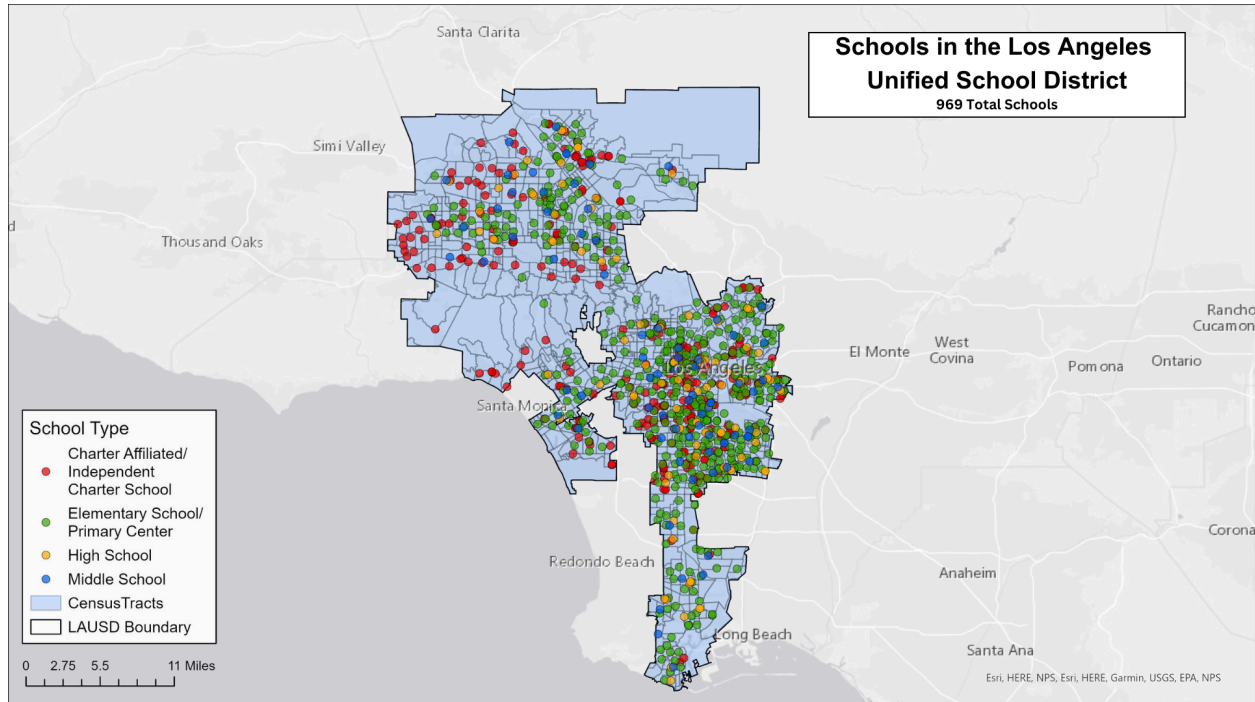 Santa Clarita
Schools in the Los Angeles
Unified School District
969 Total Schools
Simi Valley
d
Thousand Oaks
Rancho
Cucamon
El Monte
West
Covina
Pomona
Ontario
Los Angeles
Santa Monica
School Type
Charter Affiliated/
Independent
Charter School
Elementary School/
Primary Center
High School
Middle School
CensusTracts
LAUSD Boundary
Corona
Redondo Beach
Anaheim
Long Beach
Santa Ana
0 2.75 5.5 11 Miles
Esri, HERE, NPS, Esri, HERE, Garmin, USGS, EPA, NPS